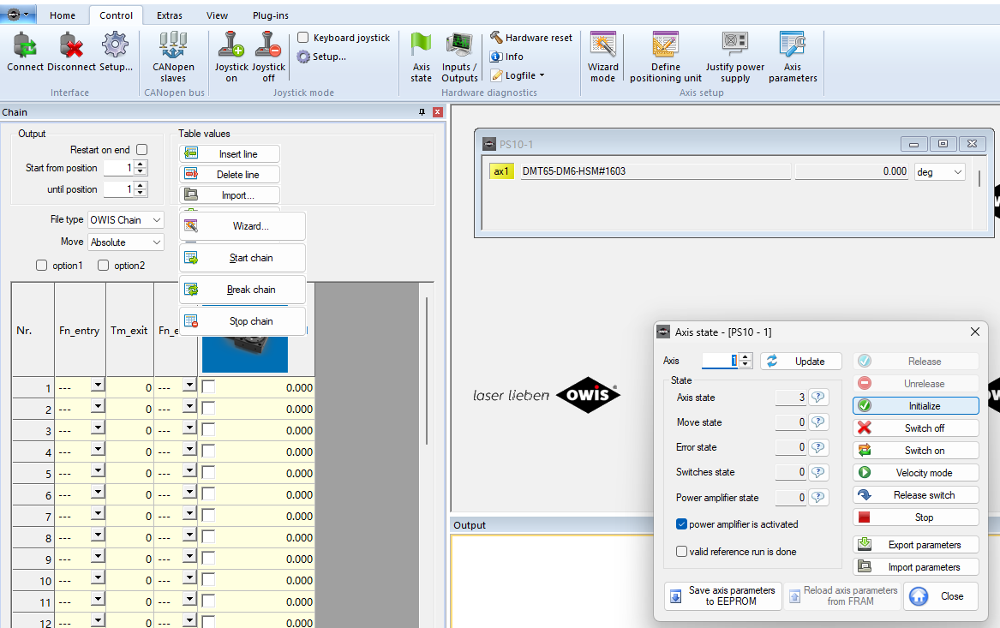 Home Control Extras View Plug-ins
Connect Disconnect Setup...
Interface
CANopen
slaves
CANopen bus
Joystick
on
Joystick
off
Keyboard joystick
Setup...
Joystick mode
Axis
state
Inputs /
Outputs
Hardware reset
Info
Logfile
Hardware diagnostics
Wizard
mode
Define
positioning unit
Justify power
supply
Axis
parameters
Axis setup
Chain
Output
Restart on end
Start from position 1
until position 1
File type OWIS Chain
Move Absolute
option1 option2
Table values
Insert line
Delete line
Import...
Wizard...
Start chain
Break chain
Stop chain
Nr. Fn_entry Tm_exit Fn_e
1 --- 0 --- 0.000
2 --- 0 --- 0.000
3 --- 0 --- 0.000
4 --- 0 --- 0.000
5 --- 0 --- 0.000
6 --- 0 --- 0.000
7 --- 0 --- 0.000
8 --- 0 --- 0.000
9 --- 0 --- 0.000
10 --- 0 --- 0.000
11 --- 0 --- 0.000
12 --- 0 --- 0.000
PS10-1
ax1 DMT65-DM6-HSM#1603 0.000 deg
laser lieben OWIS®
Output
Axis state - [PS10 - 1]
Axis 1 Update
State
Axis state 3
Move state 0
Error state 0
Switches state 0
Power amplifier state 0
power amplifier is activated
valid reference run is done
Release
Unrelease
Initialize
Switch off
Switch on
Velocity mode
Release switch
Stop
Export parameters
Import parameters
Save axis parameters
to EEPROM
Reload axis parameters
from FRAM
Close